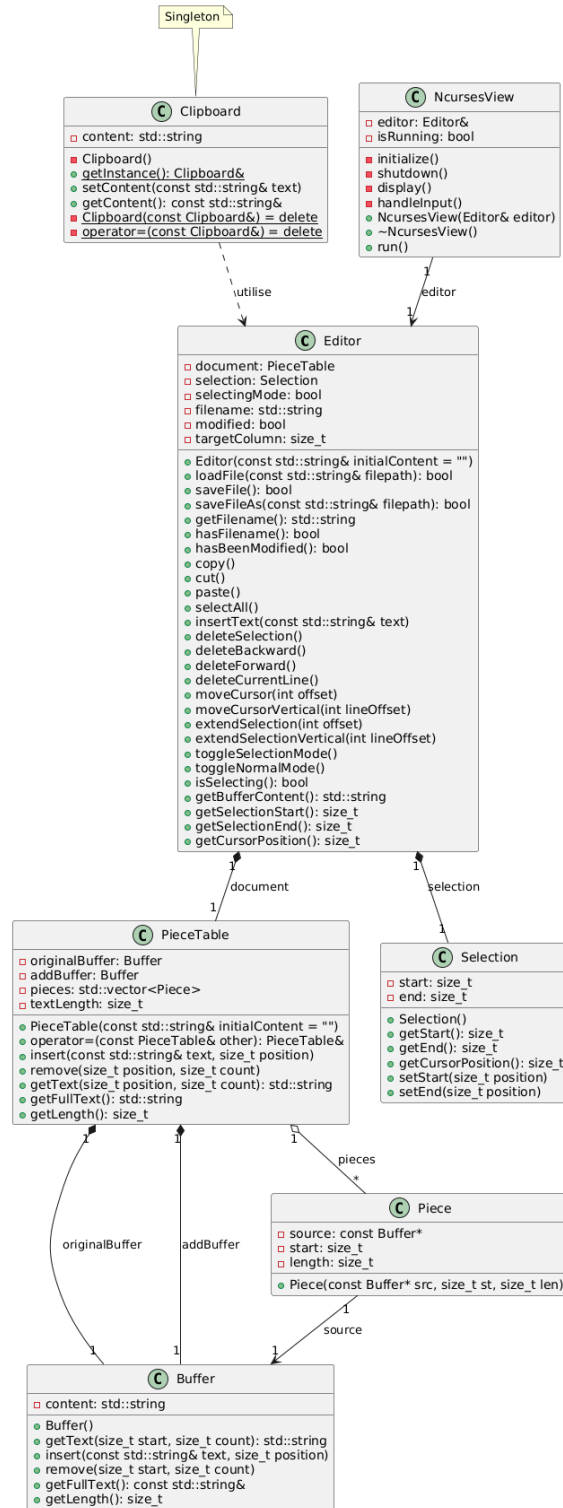 Singleton
C Clipboard
content: std::string
Clipboard()
getInstance(): Clipboard&
setContent(const std::string& text)
getContent(): const std::string&
Clipboard(const Clipboard&) = delete
operator=(const Clipboard&) = delete
C NcursesView
editor: Editor&
isRunning: bool
initialize()
shutdown()
display()
handleInput()
NcursesView(Editor& editor)
~NcursesView()
run()
utilise
1
editor
1
C Editor
document: PieceTable
selection: Selection
selectingMode: bool
filename: std::string
modified: bool
targetColumn: size_t
Editor(const std::string& initialContent = "")
loadFile(const std::string& filepath): bool
saveFile(): bool
saveFileAs(const std::string& filepath): bool
getFilename(): std::string
hasFilename(): bool
hasBeenModified(): bool
copy()
cut()
paste()
selectAll()
insertText(const std::string& text)
deleteSelection()
deleteBackward()
deleteForward()
deleteCurrentLine()
moveCursor(int offset)
moveCursorVertical(int lineOffset)
extendSelection(int offset)
extendSelectionVertical(int lineOffset)
toggleSelectionMode()
toggleNormalMode()
isSelecting(): bool
getBufferContent(): std::string
getSelectionStart(): size_t
getSelectionEnd(): size_t
getCursorPosition(): size_t
1
document
1
1
selection
1
C PieceTable
originalBuffer: Buffer
addBuffer: Buffer
pieces: std::vector<Piece>
textLength: size_t
PieceTable(const std::string& initialContent = "")
operator=(const PieceTable& other): PieceTable&
insert(const std::string& text, size_t position)
remove(size_t position, size_t count)
getText(size_t position, size_t count): std::string
getFullText(): std::string
getLength(): size_t
C Selection
start: size_t
end: size_t
Selection()
getStart(): size_t
getEnd(): size_t
getCursorPosition(): size_t
setStart(size_t position)
setEnd(size_t position)
1
originalBuffer
1
1
addBuffer
1
1
pieces
*
C Piece
source: const Buffer*
start: size_t
length: size_t
Piece(const Buffer* src, size_t st, size_t len)
1
source
1
C Buffer
content: std::string
Buffer()
getText(size_t start, size_t count): std::string
insert(const std::string& text, size_t position)
remove(size_t start, size_t count)
getFullText(): const std::string&
getLength(): size_t